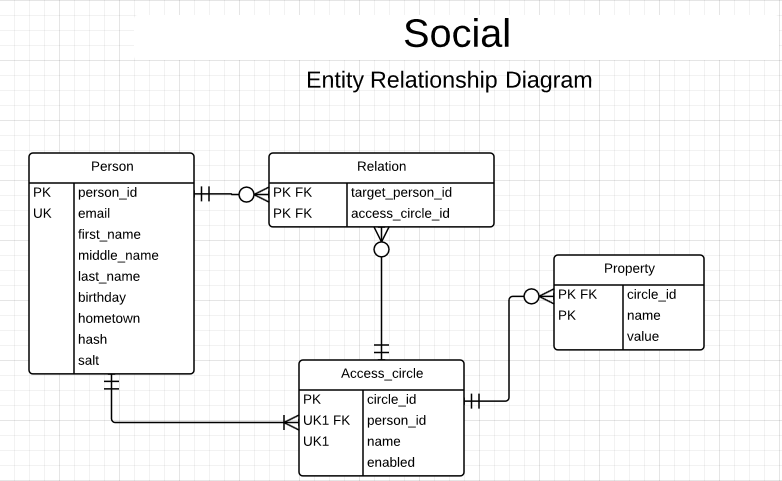 Social
Entity Relationship Diagram
Person
PK person_id
UK email
first_name
middle_name
last_name
birthday
hometown
hash
salt
Relation
PK FK target_person_id
PK FK access_circle_id
Property
PK FK circle_id
PK name
value
Access_circle
PK circle_id
UK1 FK person_id
UK1 name
enabled